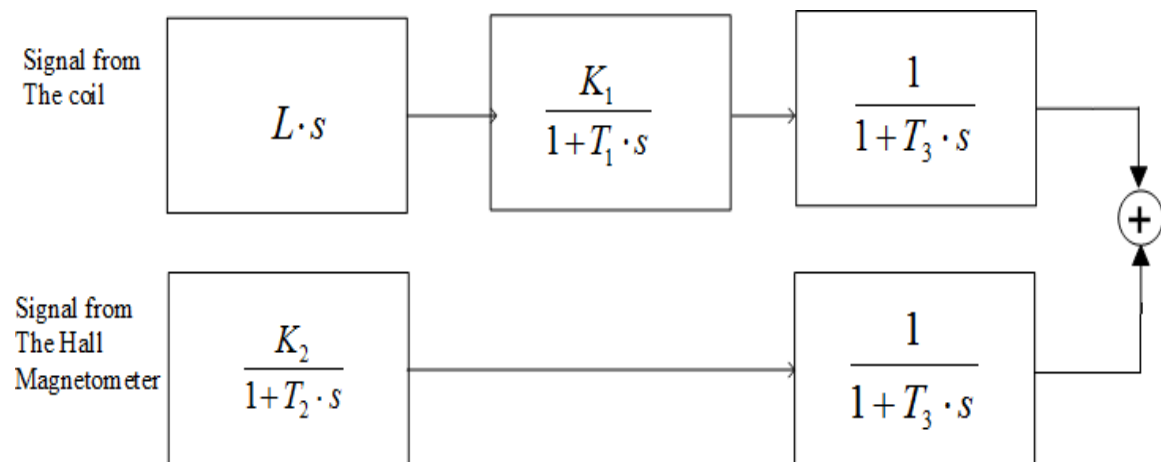 Signal from
The coil
L·s
K₁
1+T₁·s
1
1+T₃·s
+
Signal from
The Hall
Magnetometer
K₂
1+T₂·s
1
1+T₃·s